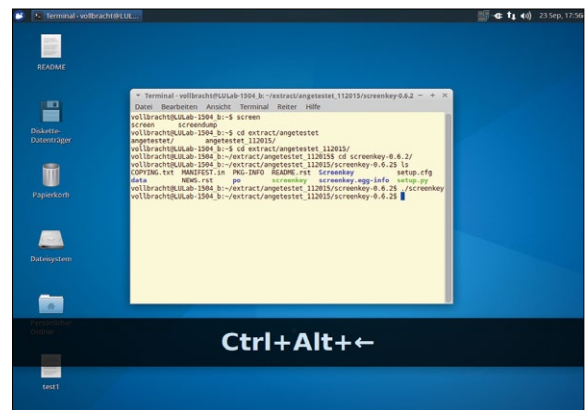 Terminal - vollbracht@LUL...
23 Sep, 17:56
README
Diskette-
Datenträger
Papierkorb
Dateisystem
Persönlicher
Ordner
test1
Terminal - vollbracht@LULab-1504_b: ~/extract/angetestet_112015/screenkey-0.6.2
Datei Bearbeiten Ansicht Terminal Reiter Hilfe
vollbracht@LULab-1504_b:~$ screen
screen screendump
vollbracht@LULab-1504_b:~$ cd extract/angetestet
angetestet/ angetestet_112015/
vollbracht@LULab-1504_b:~$ cd extract/angetestet_112015/
vollbracht@LULab-1504_b:~/extract/angetestet_112015$ cd screenkey-0.6.2/
vollbracht@LULab-1504_b:~/extract/angetestet_112015/screenkey-0.6.2$ ls
COPYING.txt MANIFEST.in PKG-INFO README.rst Screenkey setup.cfg
data NEWS.rst po screenkey screenkey.egg-info setup.py
vollbracht@LULab-1504_b:~/extract/angetestet_112015/screenkey-0.6.2$ ./screenkey
vollbracht@LULab-1504_b:~/extract/angetestet_112015/screenkey-0.6.2$
Ctrl+Alt+←